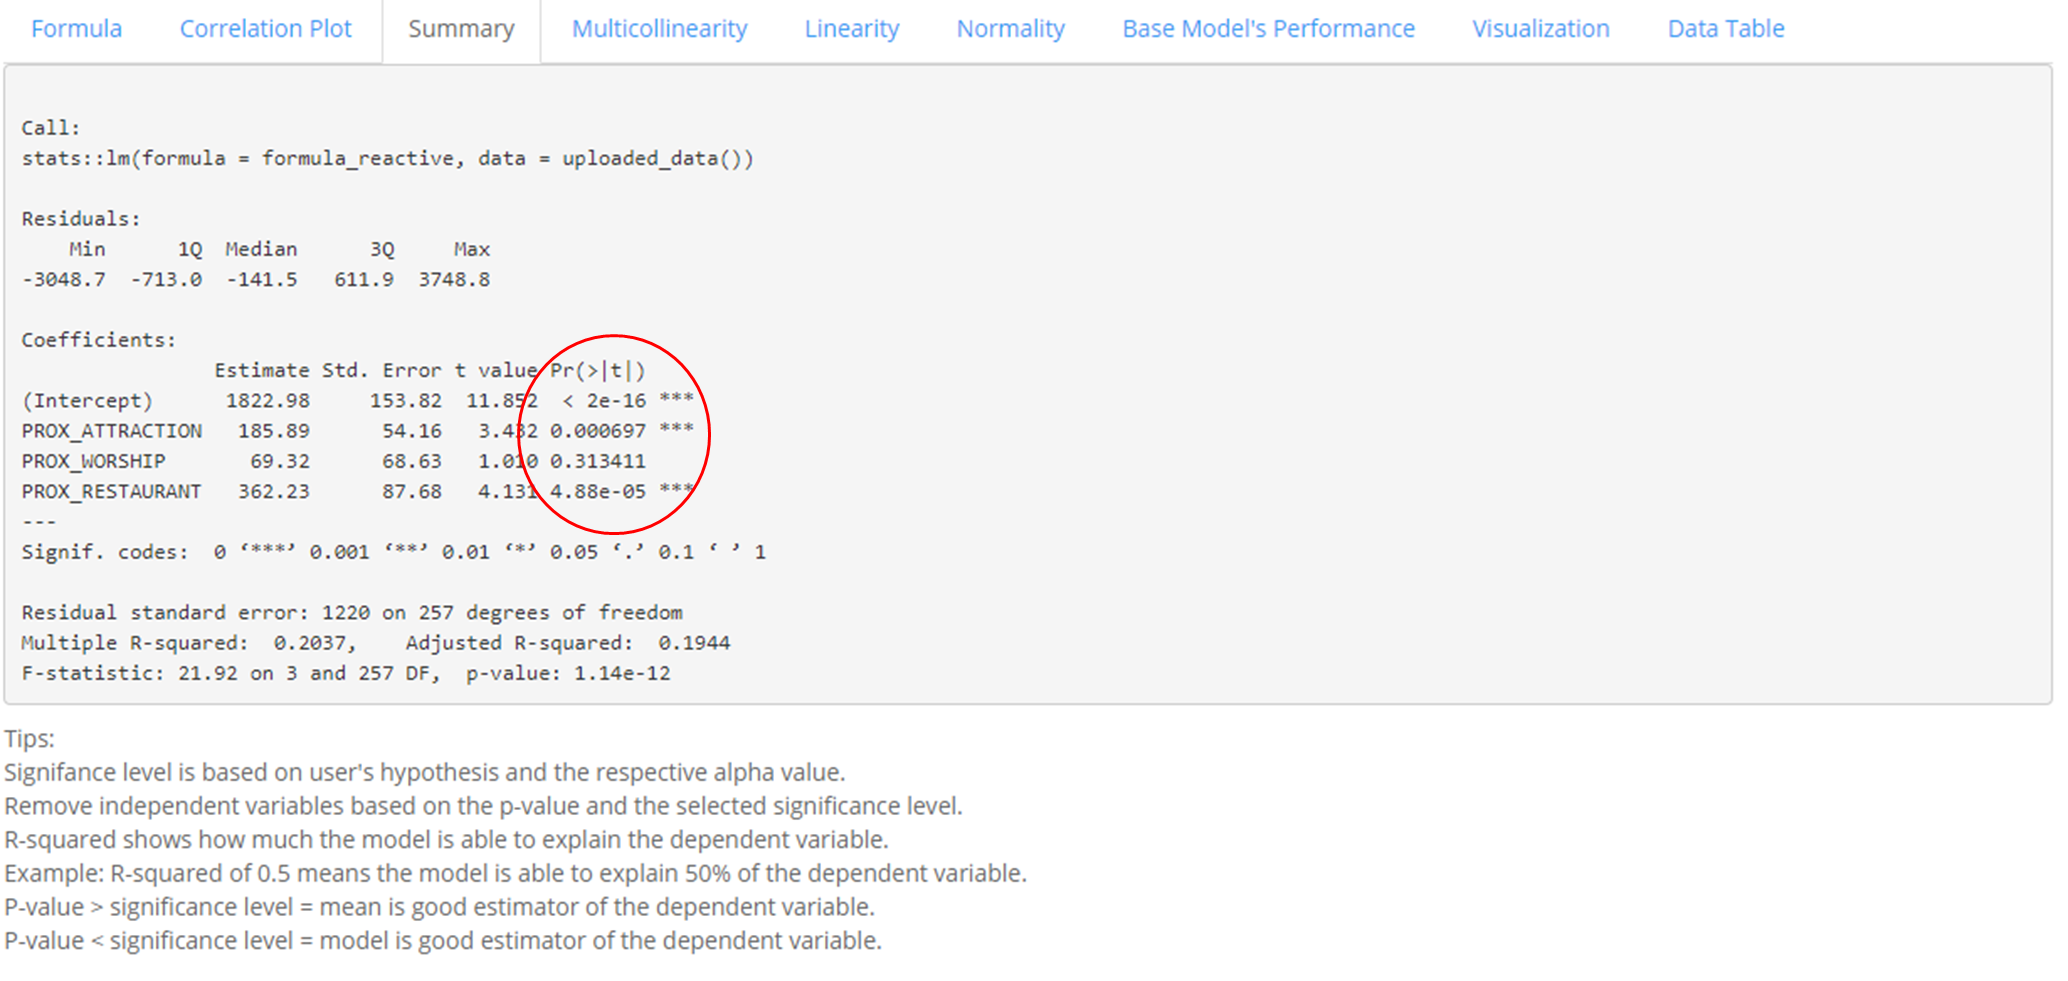 Formula Correlation Plot Summary Multicollinearity Linearity Normality Base Model's Performance Visualization Data Table
Call:
stats::lm(formula = formula_reactive, data = uploaded_data())
Residuals:
Min 1Q Median 3Q Max
-3048.7 -713.0 -141.5 611.9 3748.8
Coefficients:
Estimate Std. Error t value Pr(>|t|)
(Intercept) 1822.98 153.82 11.852 < 2e-16 ***
PROX_ATTRACTION 185.89 54.16 3.432 0.000697 ***
PROX_WORSHIP 69.32 68.63 1.010 0.313411
PROX_RESTAURANT 362.23 87.68 4.131 4.88e-05 ***
---
Signif. codes: 0 ‘***’ 0.001 ‘**’ 0.01 ‘*’ 0.05 ‘.’ 0.1 ‘ ’ 1
Residual standard error: 1220 on 257 degrees of freedom
Multiple R-squared: 0.2037, Adjusted R-squared: 0.1944
F-statistic: 21.92 on 3 and 257 DF, p-value: 1.14e-12
Tips:
Signifance level is based on user's hypothesis and the respective alpha value.
Remove independent variables based on the p-value and the selected significance level.
R-squared shows how much the model is able to explain the dependent variable.
Example: R-squared of 0.5 means the model is able to explain 50% of the dependent variable.
P-value > significance level = mean is good estimator of the dependent variable.
P-value < significance level = model is good estimator of the dependent variable.